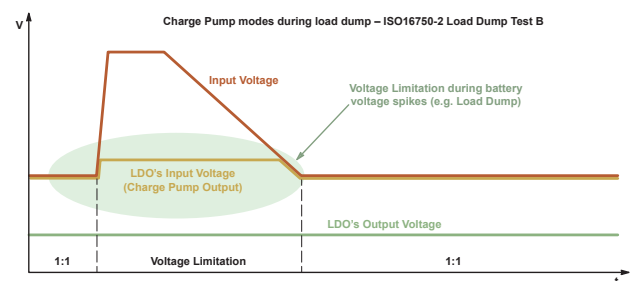 Charge Pump modes during load dump – ISO16750-2 Load Dump Test B
V
Input Voltage
Voltage Limitation during battery
voltage spikes (e.g. Load Dump)
LDO's Input Voltage
(Charge Pump Output)
LDO's Output Voltage
1:1
Voltage Limitation
1:1